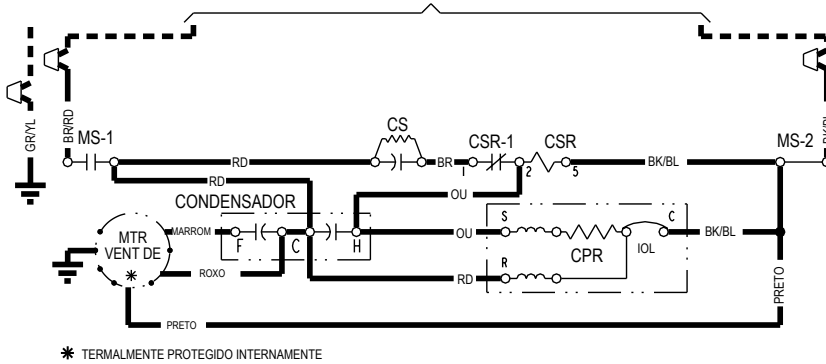 GR/YL
BR/RD
MS-1
CS
CSR-1
CSR
MS-2
RD
BR
1
2
5
BK/BL
RD
OU
CONDENSADOR
MARROM
F
C
H
OU
S
C
BK/BL
MTR
VENT DE
*
CPR
IOL
ROXO
RD
R
PRETO
PRETO
* TERMALMENTE PROTEGIDO INTERNAMENTE